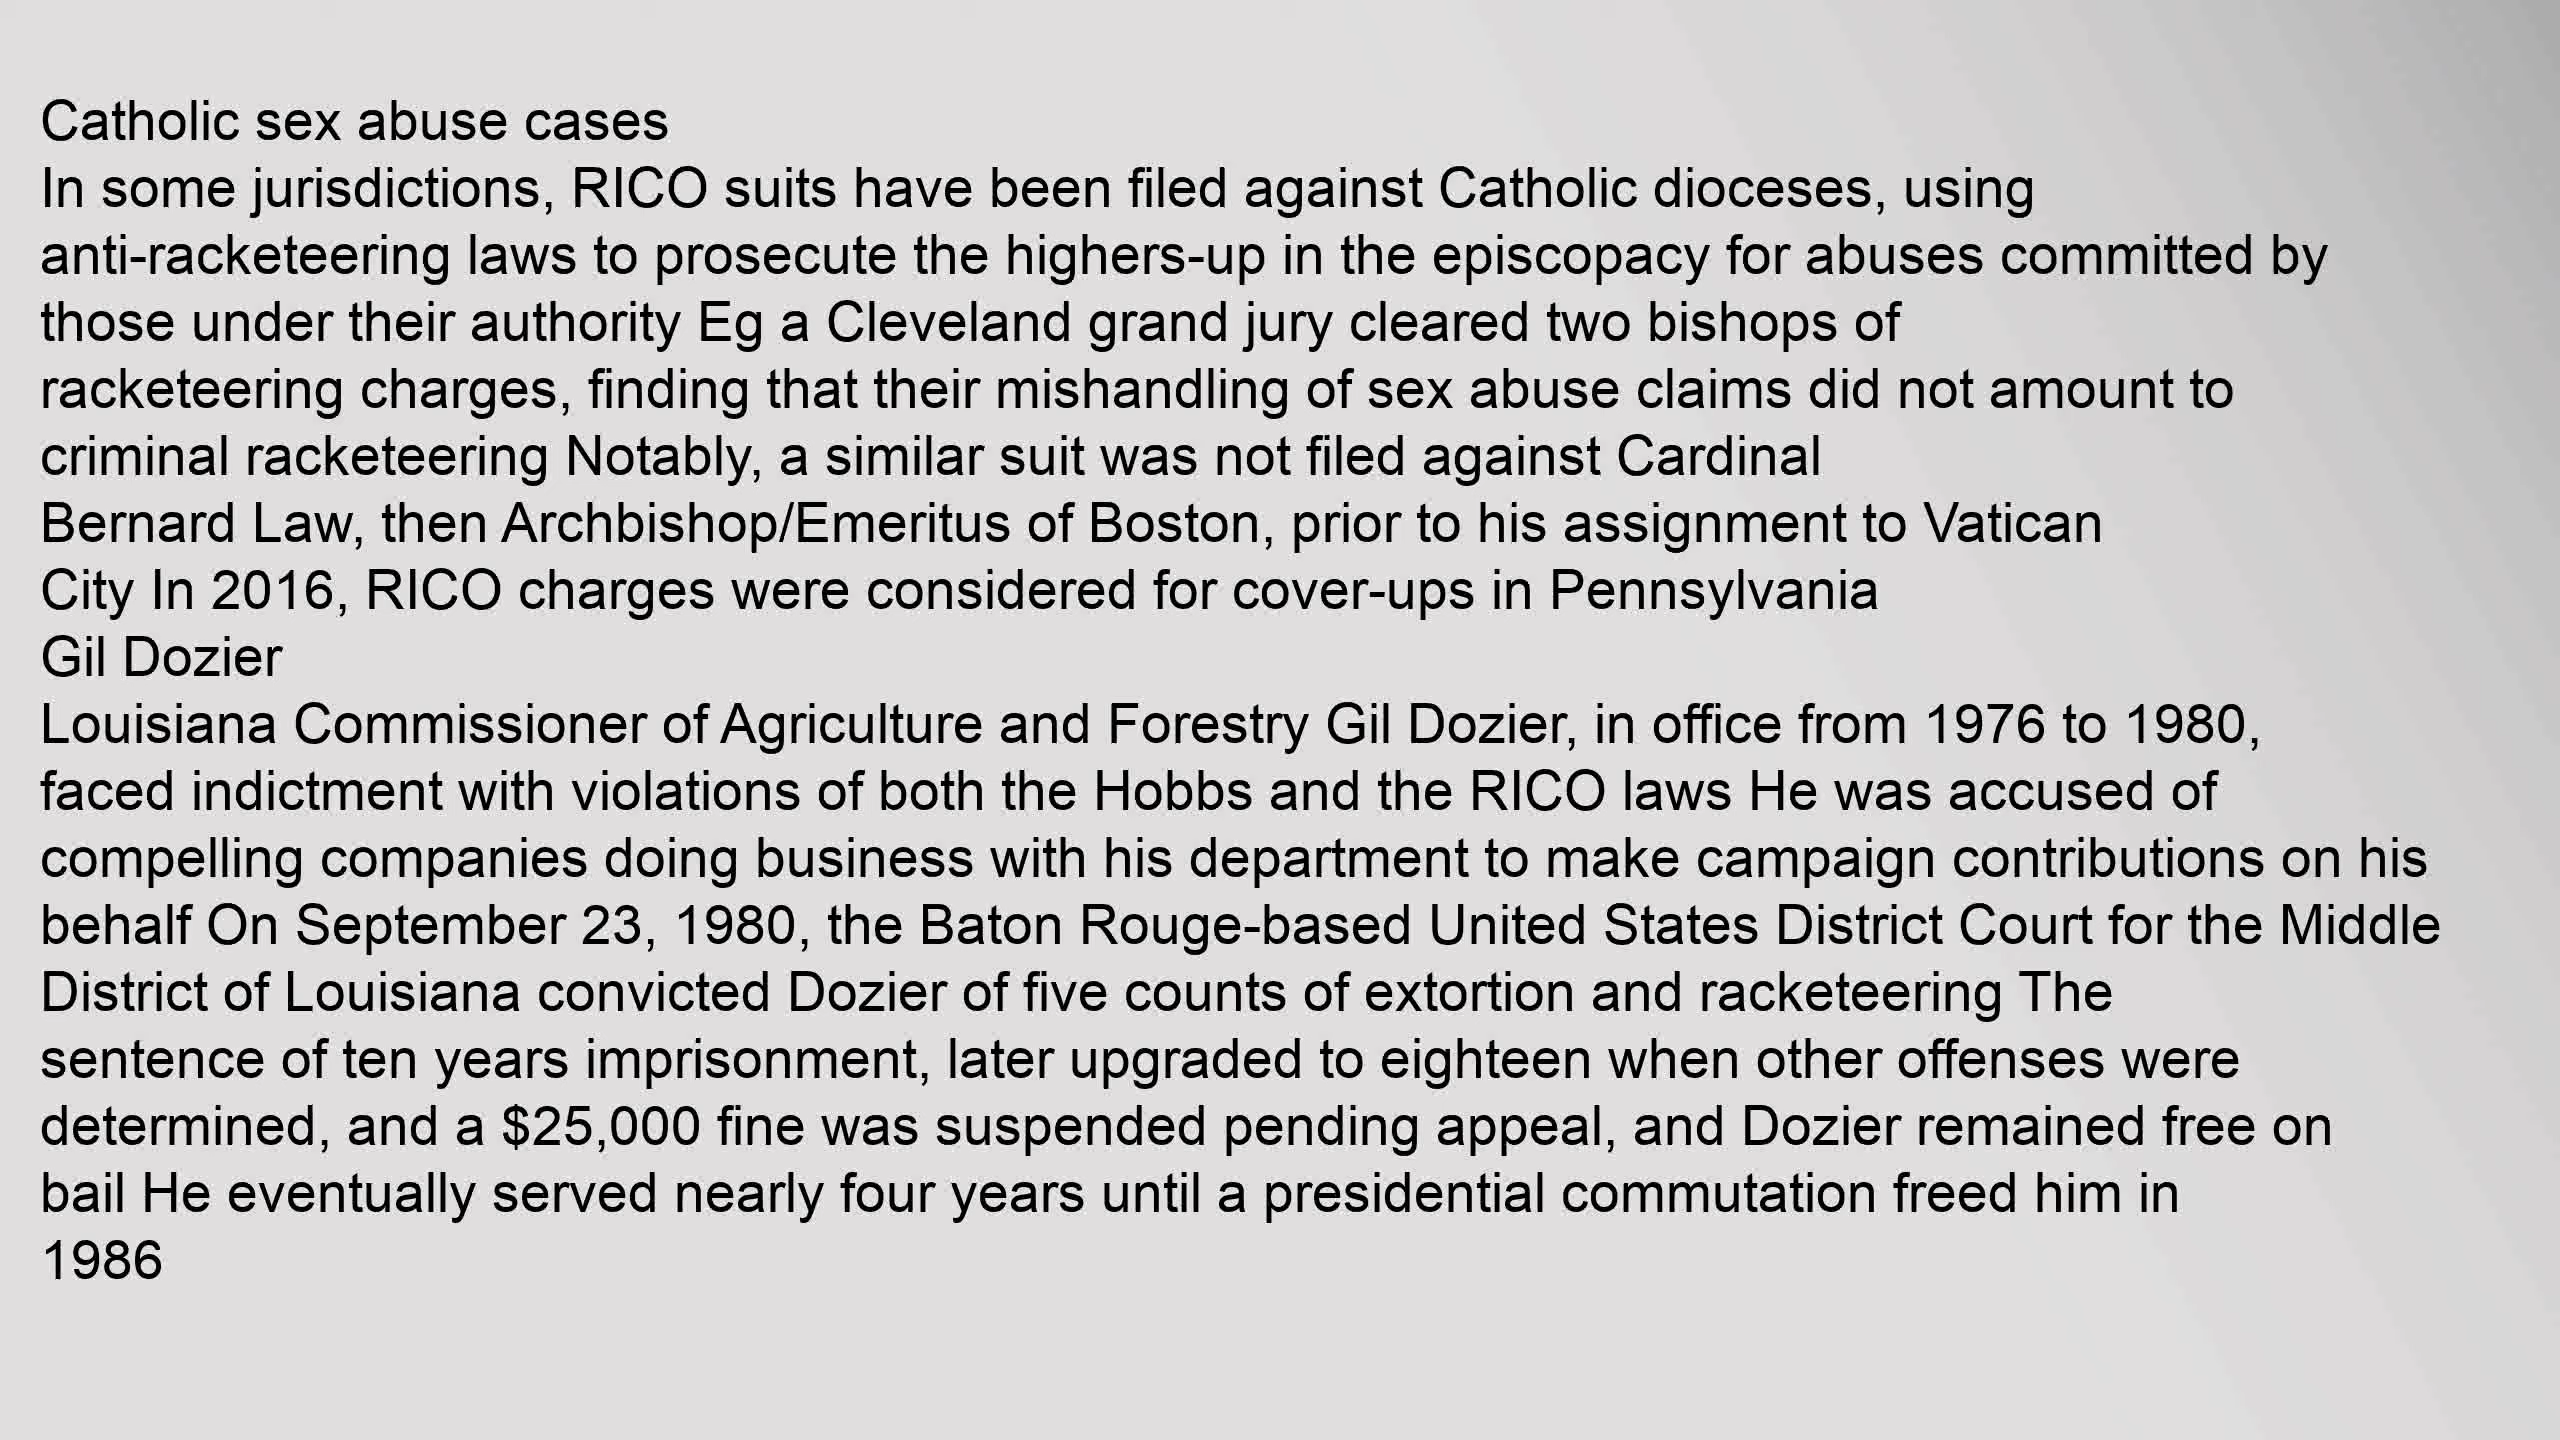 Catholic sex abuse cases
In some jurisdictions, RICO suits have been filed against Catholic dioceses, using
anti-racketeering laws to prosecute the highers-up in the episcopacy for abuses committed by
those under their authority Eg a Cleveland grand jury cleared two bishops of
racketeering charges, finding that their mishandling of sex abuse claims did not amount to
criminal racketeering Notably, a similar suit was not filed against Cardinal
Bernard Law, then Archbishop/Emeritus of Boston, prior to his assignment to Vatican
City In 2016, RICO charges were considered for cover-ups in Pennsylvania
Gil Dozier
Louisiana Commissioner of Agriculture and Forestry Gil Dozier, in office from 1976 to 1980,
faced indictment with violations of both the Hobbs and the RICO laws He was accused of
compelling companies doing business with his department to make campaign contributions on his
behalf On September 23, 1980, the Baton Rouge-based United States District Court for the Middle
District of Louisiana convicted Dozier of five counts of extortion and racketeering The
sentence of ten years imprisonment, later upgraded to eighteen when other offenses were
determined, and a $25,000 fine was suspended pending appeal, and Dozier remained free on
bail He eventually served nearly four years until a presidential commutation freed him in
1986